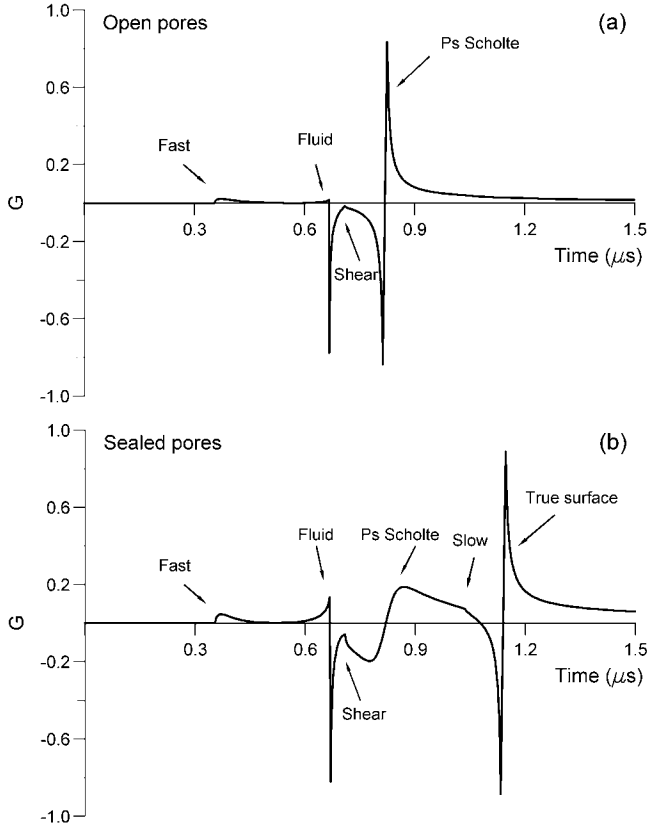 Open pores
(a)
1.0
0.6
0.2
-0.2
-0.6
-1.0
G
Fast
Fluid
Shear
Ps Scholte
0.3
0.6
0.9
1.2
1.5
Time (μs)
Sealed pores
(b)
1.0
0.6
0.2
-0.2
-0.6
-1.0
G
Fast
Fluid
Shear
Ps Scholte
Slow
True surface
0.3
0.6
0.9
1.2
1.5
Time (μs)